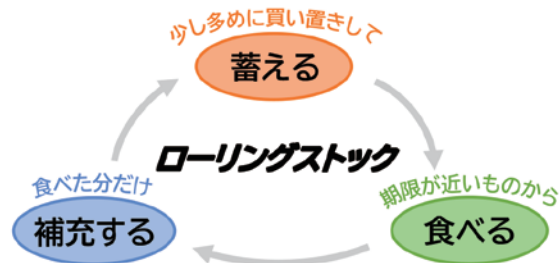 少し多めに買い置きして
蓄える
ローリングストック
食べた分だけ
補充する
期限が近いものから
食べる